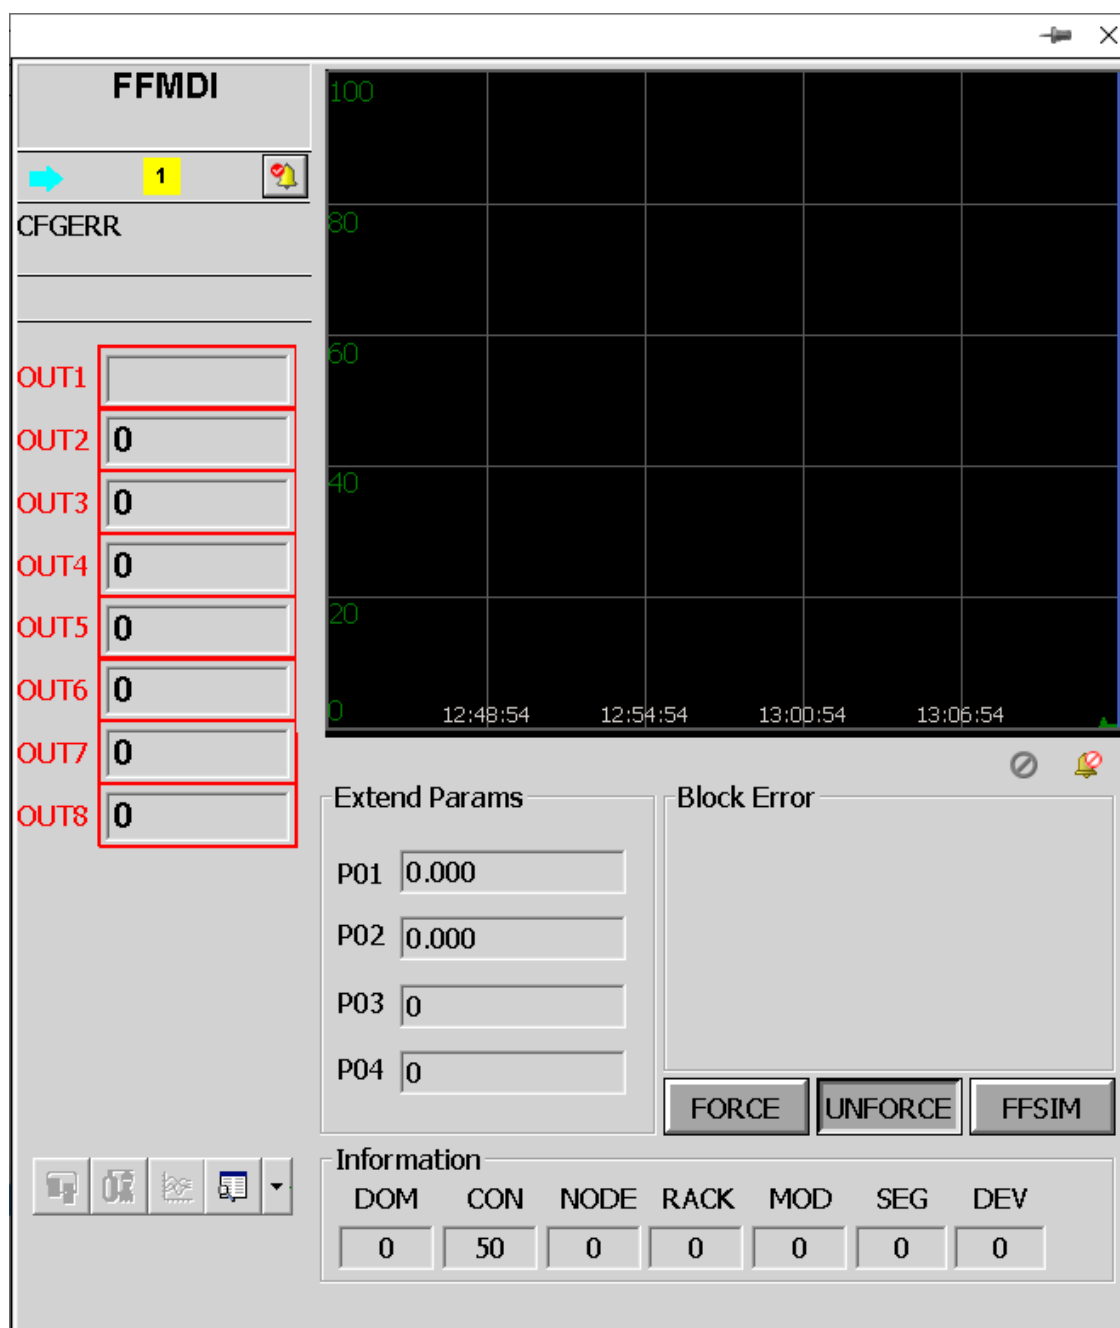 FFMDI
1
CFGERR
OUT1
OUT2 0
OUT3 0
OUT4 0
OUT5 0
OUT6 0
OUT7 0
OUT8 0
100
80
60
40
20
0
12:48:54 12:54:54 13:00:54 13:06:54
Extend Params
P01 0.000
P02 0.000
P03 0
P04 0
Block Error
FORCE UNFORCE FFSIM
Information
DOM CON NODE RACK MOD SEG DEV
0 50 0 0 0 0 0